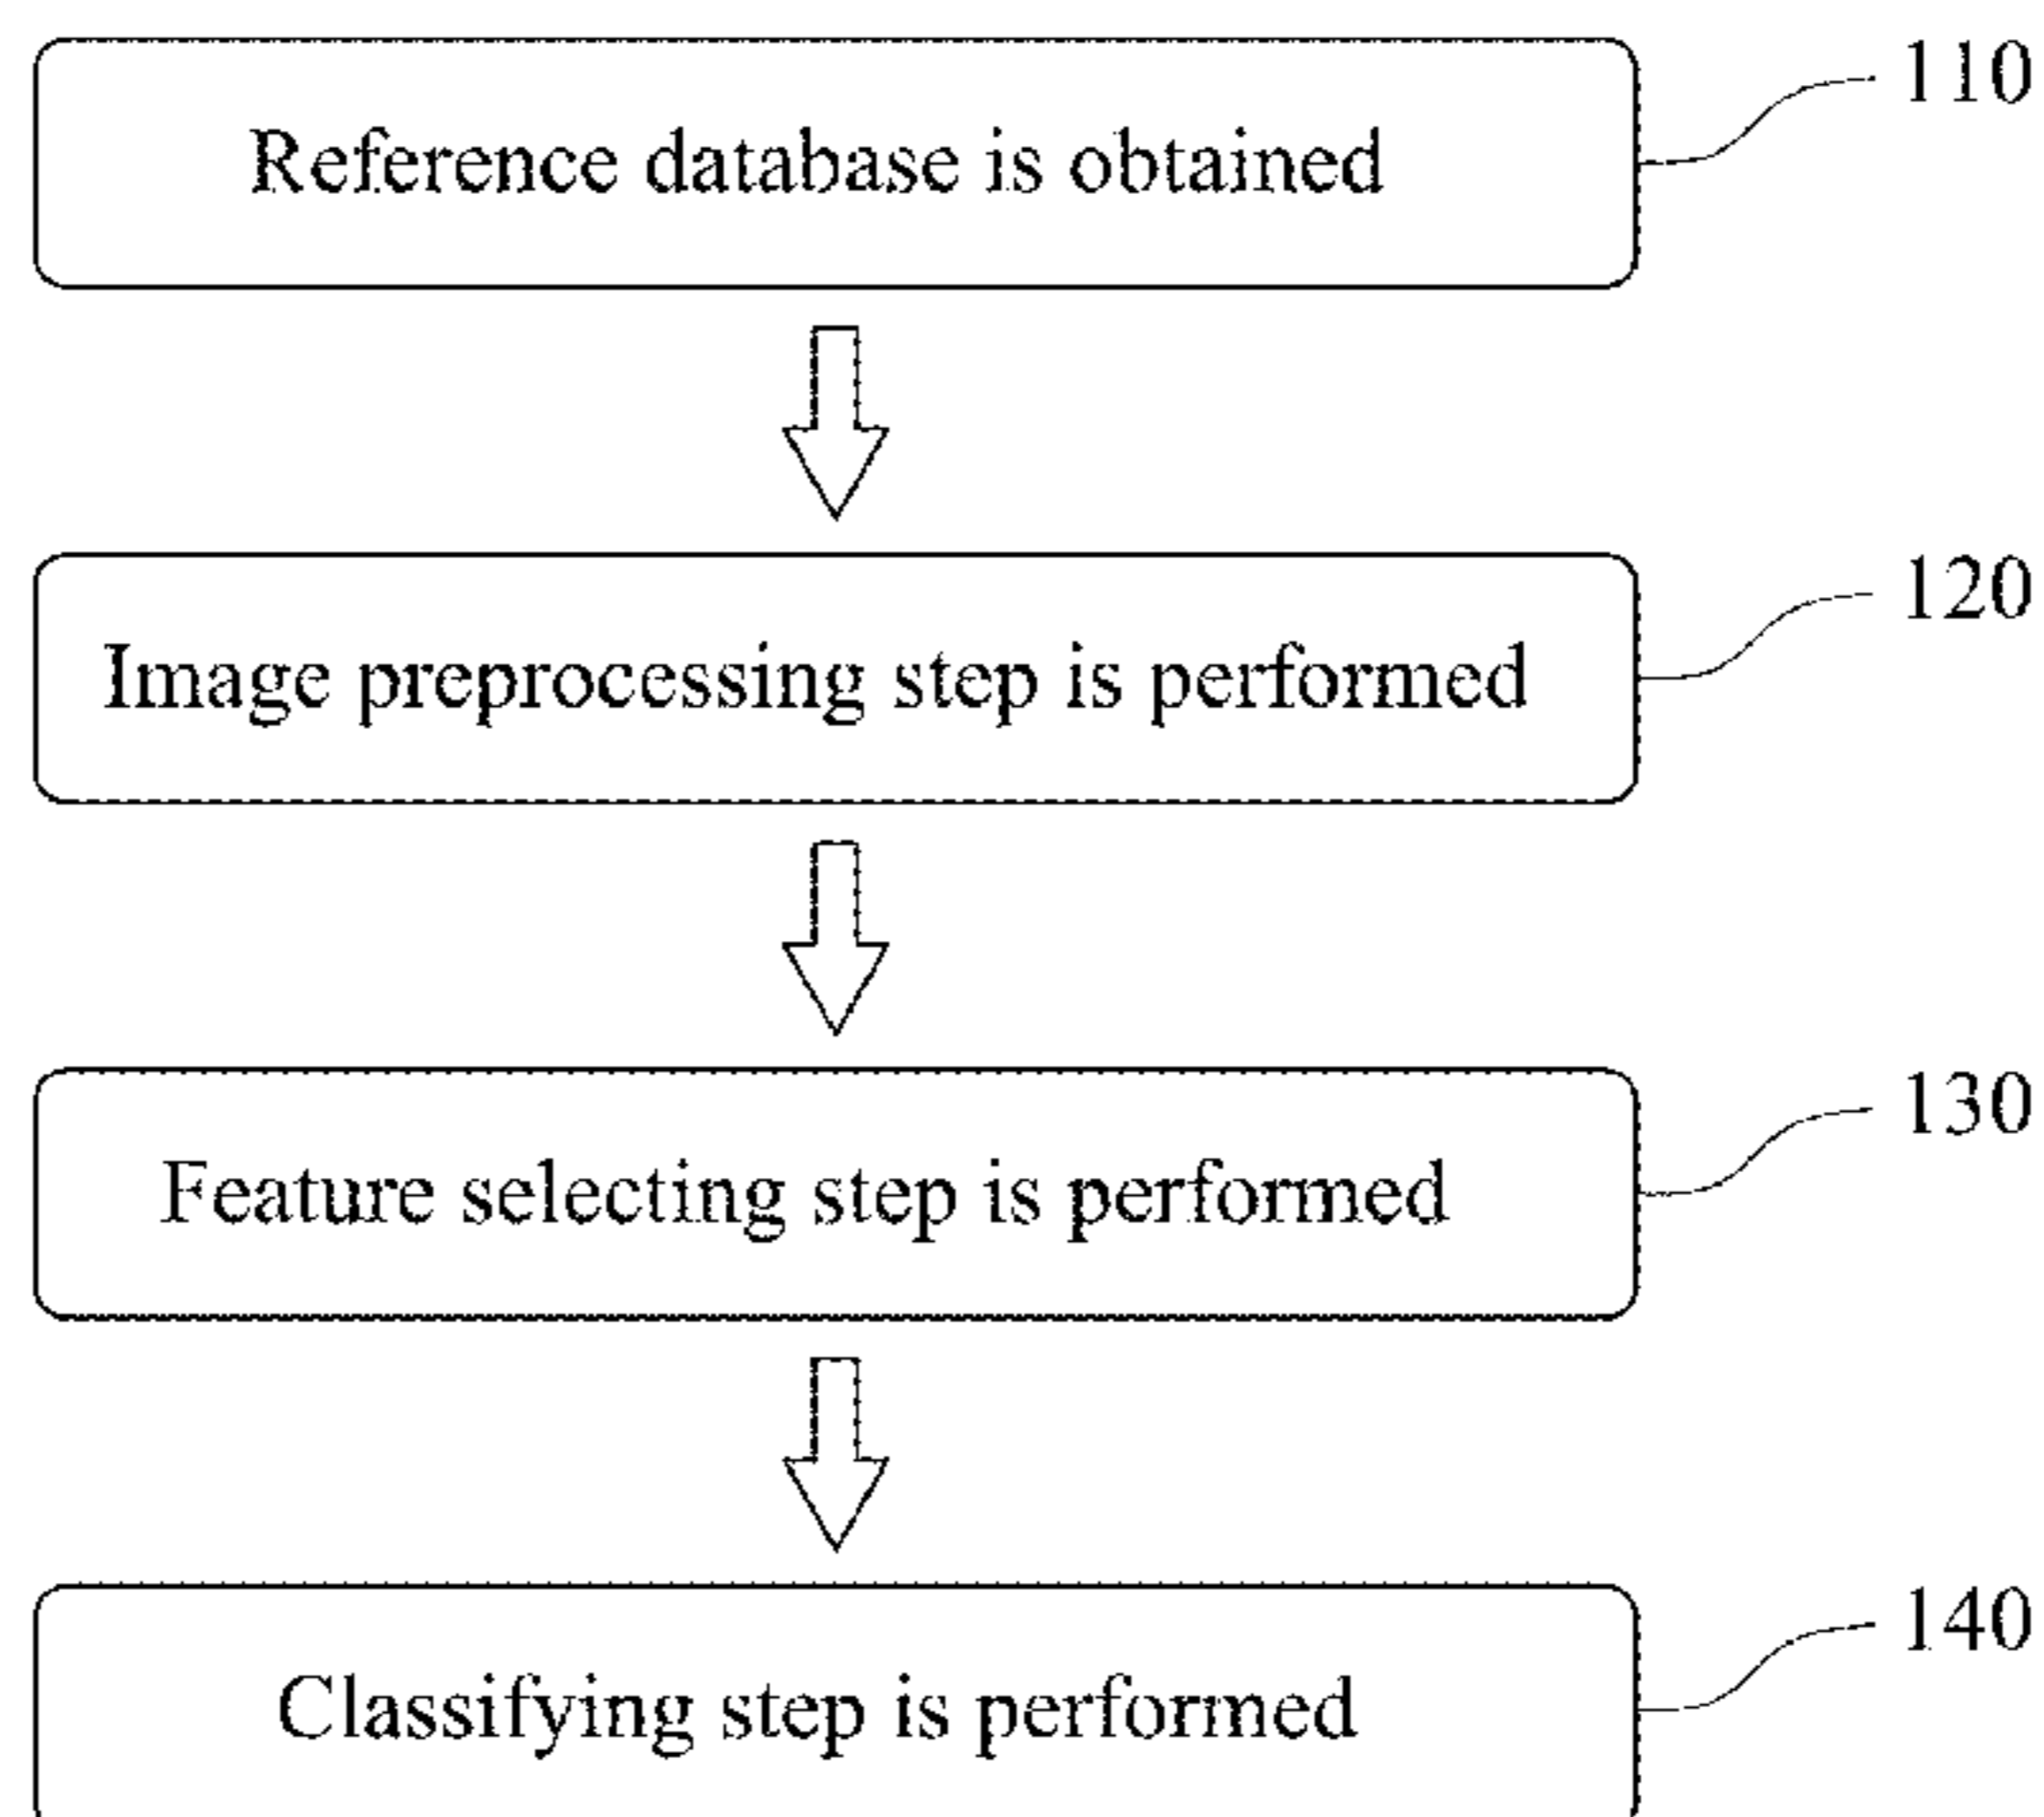 110
Reference database is obtained
120
Image preprocessing step is performed
130
Feature selecting step is performed
140
Classifying step is performed